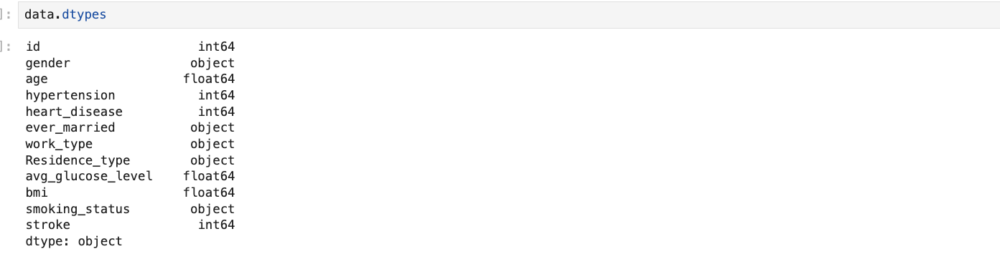 ]: data.dtypes
]: id int64
gender object
age float64
hypertension int64
heart_disease int64
ever_married object
work_type object
Residence_type object
avg_glucose_level float64
bmi float64
smoking_status object
stroke int64
dtype: object